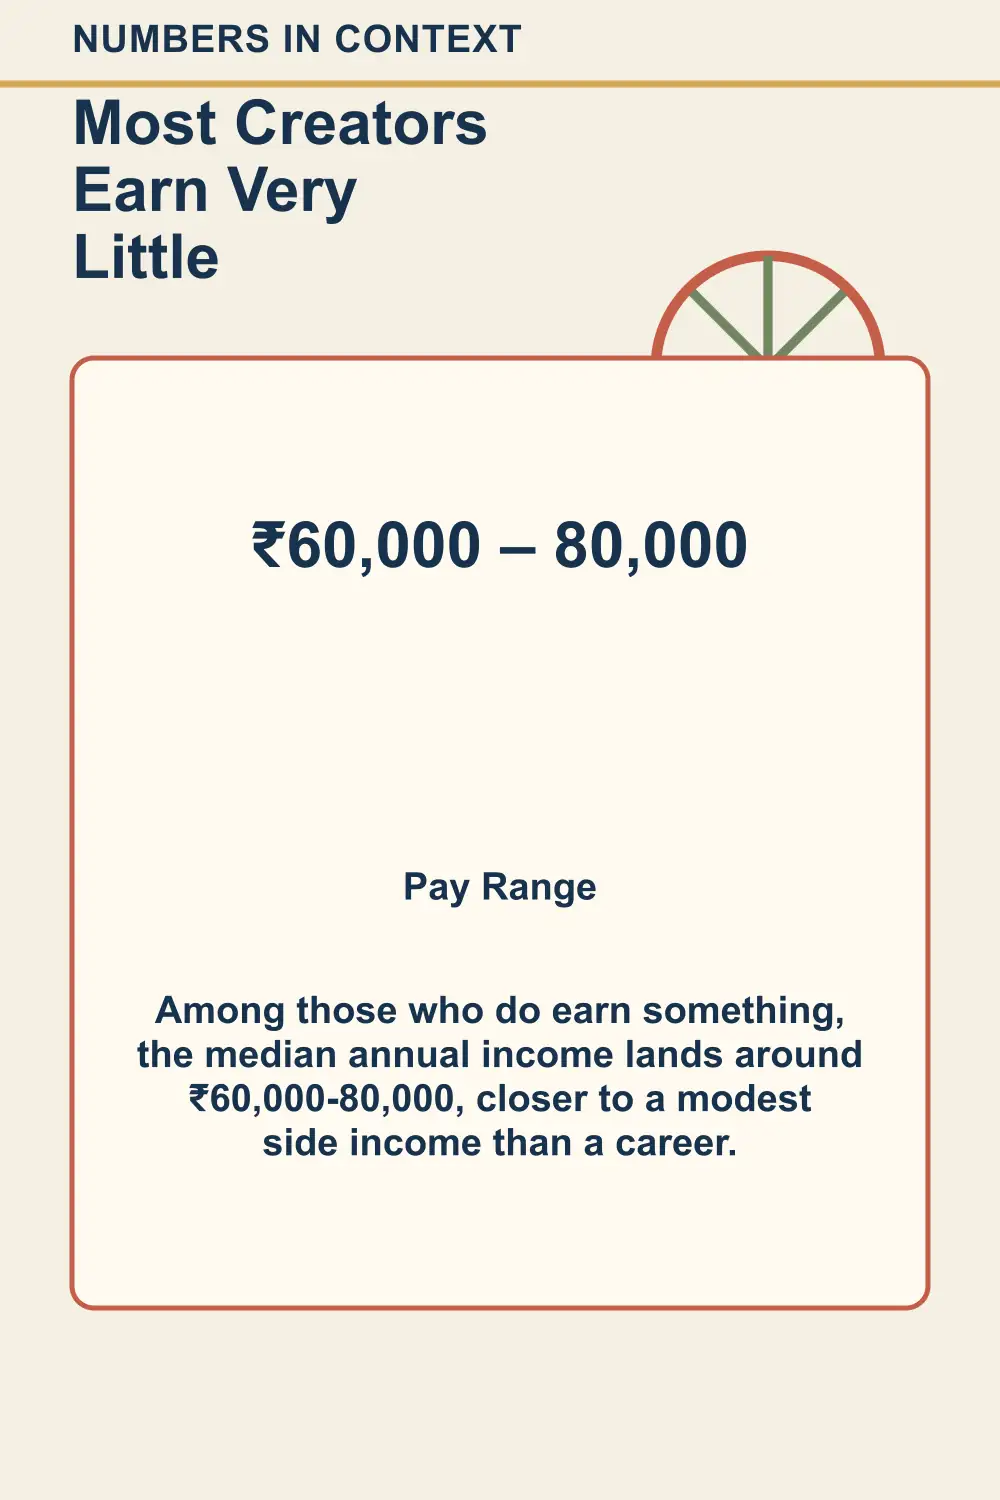 NUMBERS IN CONTEXT
Most Creators
Earn Very
Little
₹60,000 – 80,000
Pay Range
Among those who do earn something,
the median annual income lands around
₹60,000-80,000, closer to a modest
side income than a career.